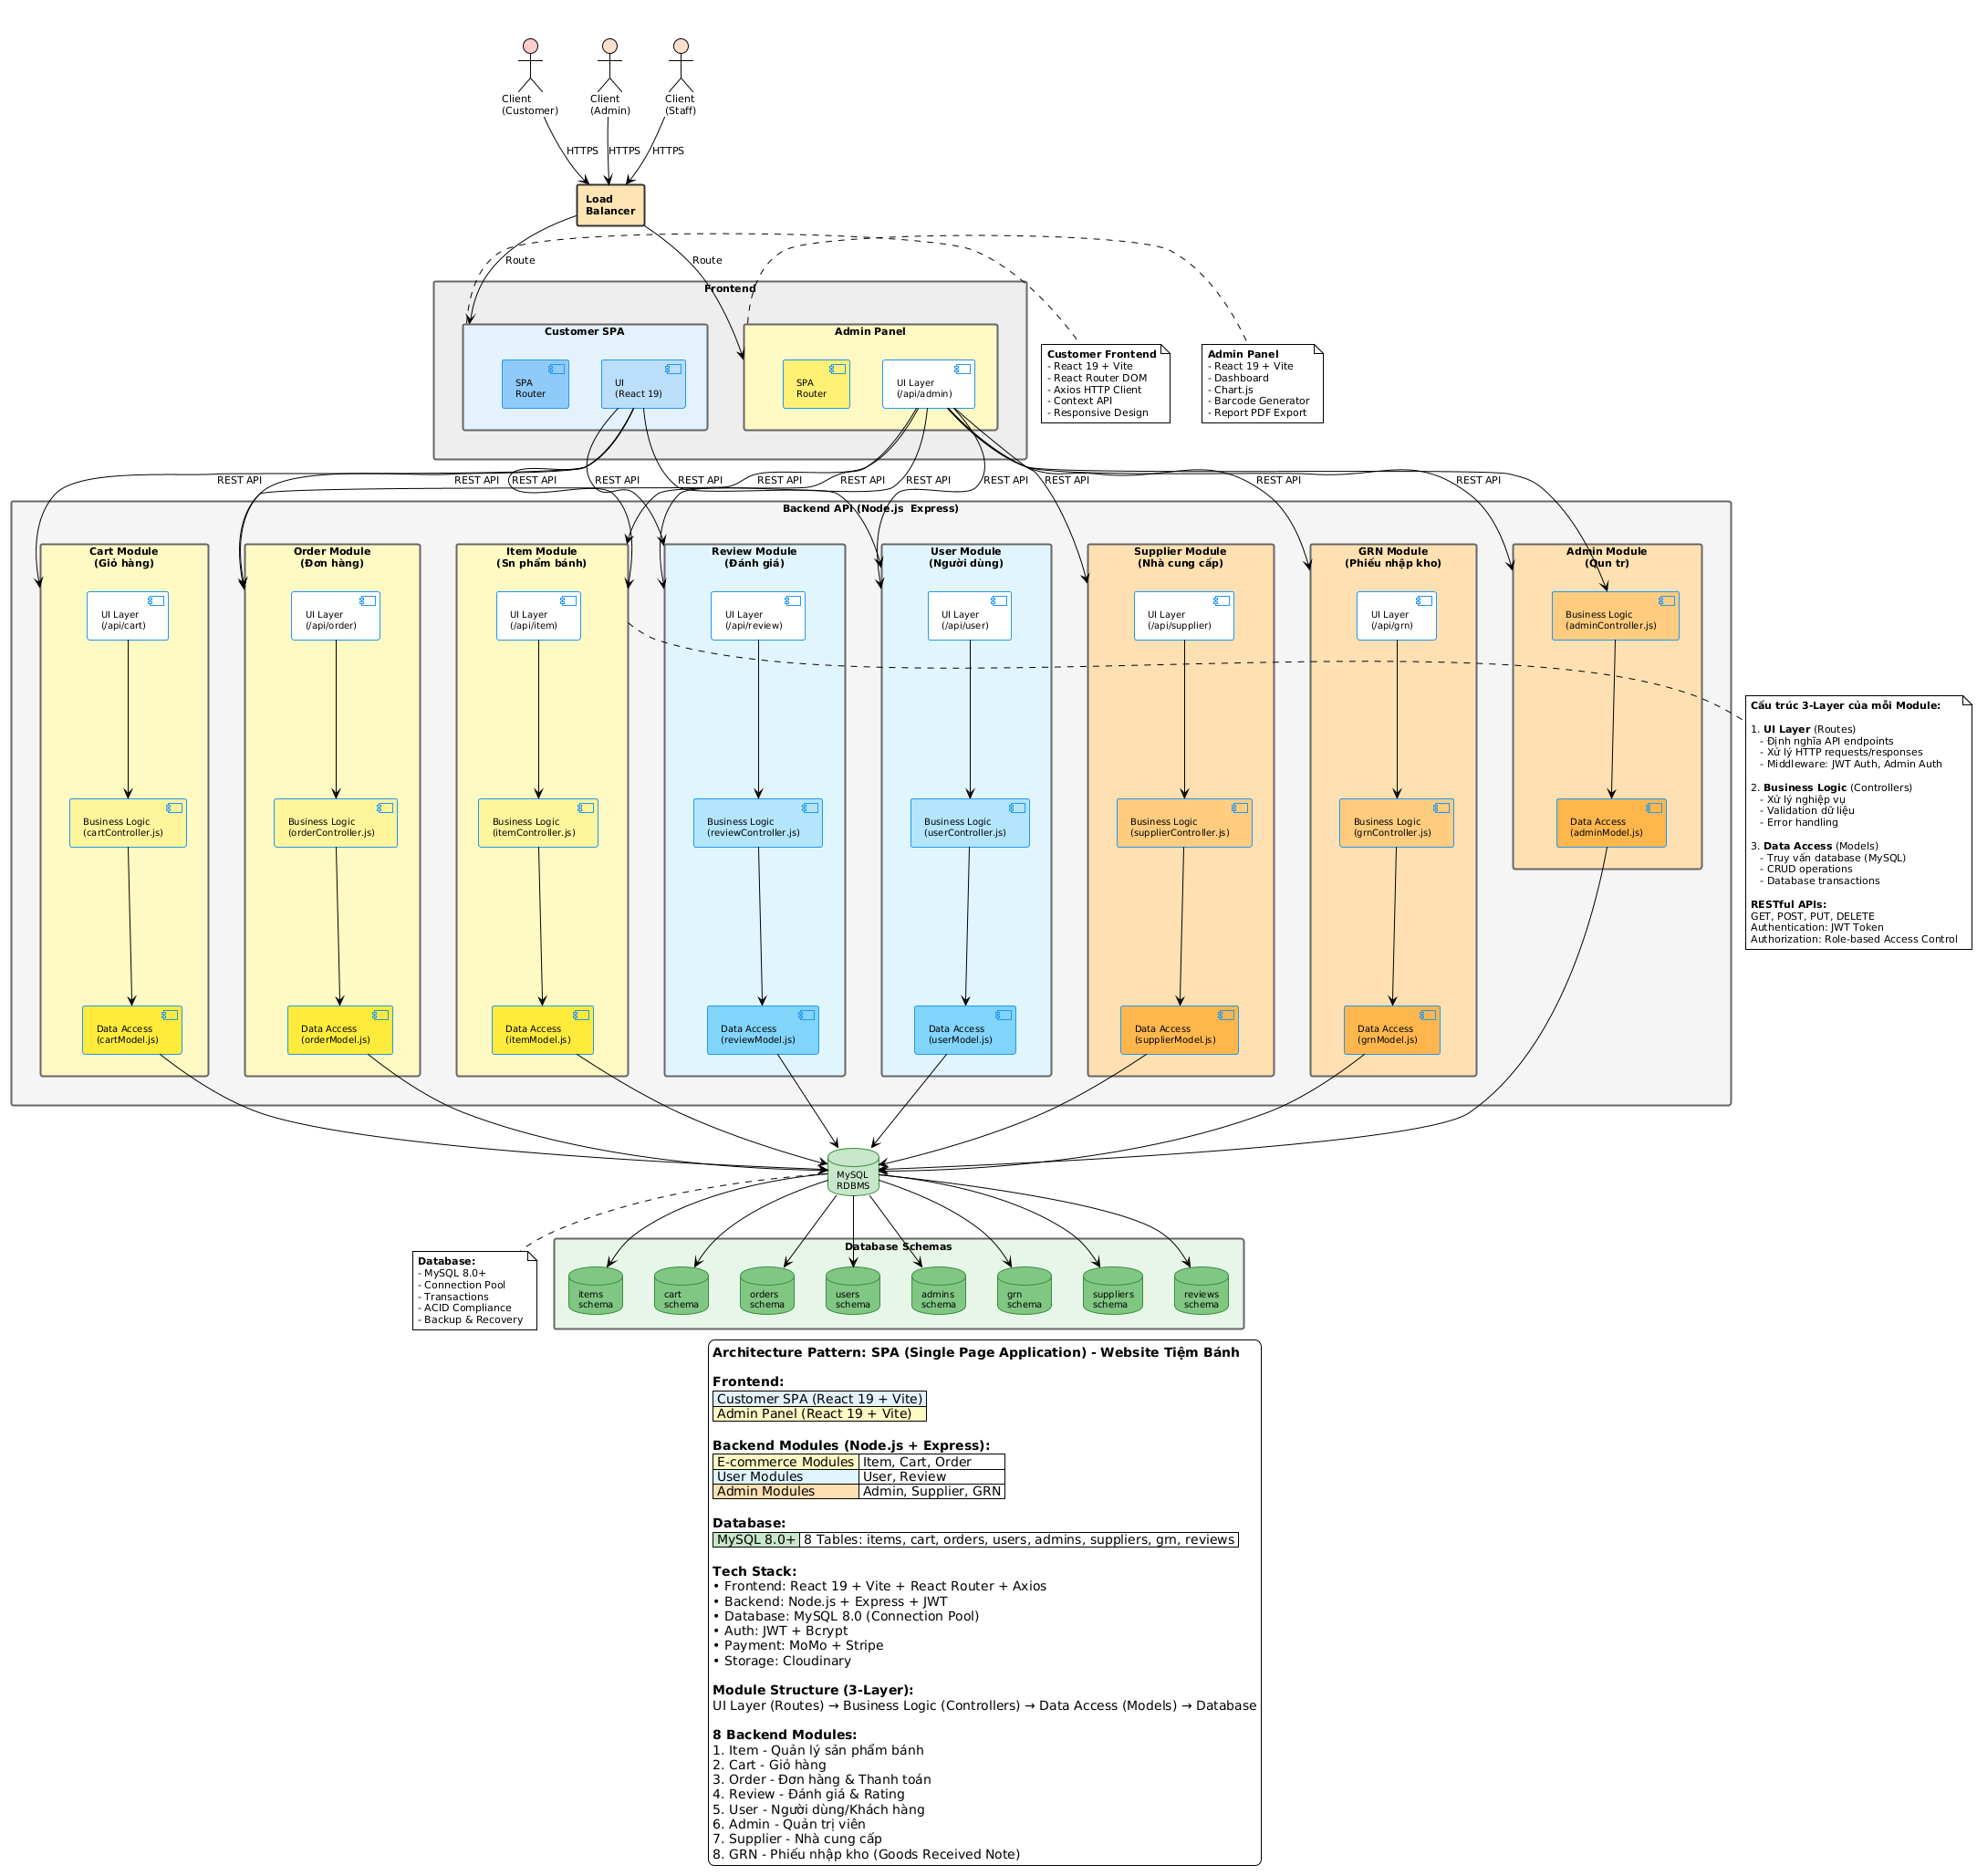 Client
(Customer)
Client
(Admin)
Client
(Staff)
HTTPS
HTTPS
HTTPS
Load
Balancer
Route
Route
Frontend
Customer SPA
SPA
Router
UI
(React 19)
Admin Panel
SPA
Router
UI Layer
(/api/admin)
Customer Frontend
- React 19 + Vite
- React Router DOM
- Axios HTTP Client
- Context API
- Responsive Design
Admin Panel
- React 19 + Vite
- Dashboard
- Chart.js
- Barcode Generator
- Report PDF Export
REST API
REST API
REST API
REST API
REST API
REST API
REST API
REST API
REST API
REST API
REST API
REST API
Backend API (Node.js  Express)
Cart Module
(Giỏ hàng)
UI Layer
(/api/cart)
Business Logic
(cartController.js)
Data Access
(cartModel.js)
Order Module
(Đơn hàng)
UI Layer
(/api/order)
Business Logic
(orderController.js)
Data Access
(orderModel.js)
Item Module
(Sn phẩm bánh)
UI Layer
(/api/item)
Business Logic
(itemController.js)
Data Access
(itemModel.js)
Review Module
(Đánh giá)
UI Layer
(/api/review)
Business Logic
(reviewController.js)
Data Access
(reviewModel.js)
User Module
(Người dùng)
UI Layer
(/api/user)
Business Logic
(userController.js)
Data Access
(userModel.js)
Supplier Module
(Nhà cung cấp)
UI Layer
(/api/supplier)
Business Logic
(supplierController.js)
Data Access
(supplierModel.js)
GRN Module
(Phiếu nhập kho)
UI Layer
(/api/grn)
Business Logic
(grnController.js)
Data Access
(grnModel.js)
Admin Module
(Qun tr)
Business Logic
(adminController.js)
Data Access
(adminModel.js)
Cấu trúc 3-Layer của mỗi Module:
1. UI Layer (Routes)
- Định nghĩa API endpoints
- Xử lý HTTP requests/responses
- Middleware: JWT Auth, Admin Auth
2. Business Logic (Controllers)
- Xử lý nghiệp vụ
- Validation dữ liệu
- Error handling
3. Data Access (Models)
- Truy vấn database (MySQL)
- CRUD operations
- Database transactions
RESTful APIs:
GET, POST, PUT, DELETE
Authentication: JWT Token
Authorization: Role-based Access Control
MySQL
RDBMS
Database:
- MySQL 8.0+
- Connection Pool
- Transactions
- ACID Compliance
- Backup & Recovery
Database Schemas
items
schema
cart
schema
orders
schema
users
schema
admins
schema
grn
schema
suppliers
schema
reviews
schema
Architecture Pattern: SPA (Single Page Application) - Website Tiệm Bánh
Frontend:
Customer SPA (React 19 + Vite)
Admin Panel (React 19 + Vite)
Backend Modules (Node.js + Express):
E-commerce Modules Item, Cart, Order
User Modules User, Review
Admin Modules Admin, Supplier, GRN
Database:
MySQL 8.0+ 8 Tables: items, cart, orders, users, admins, suppliers, grn, reviews
Tech Stack:
• Frontend: React 19 + Vite + React Router + Axios
• Backend: Node.js + Express + JWT
• Database: MySQL 8.0 (Connection Pool)
• Auth: JWT + Bcrypt
• Payment: MoMo + Stripe
• Storage: Cloudinary
Module Structure (3-Layer):
UI Layer (Routes) → Business Logic (Controllers) → Data Access (Models) → Database
8 Backend Modules:
1. Item - Quản lý sản phẩm bánh
2. Cart - Giỏ hàng
3. Order - Đơn hàng & Thanh toán
4. Review - Đánh giá & Rating
5. User - Người dùng/Khách hàng
6. Admin - Quản trị viên
7. Supplier - Nhà cung cấp
8. GRN - Phiếu nhập kho (Goods Received Note)